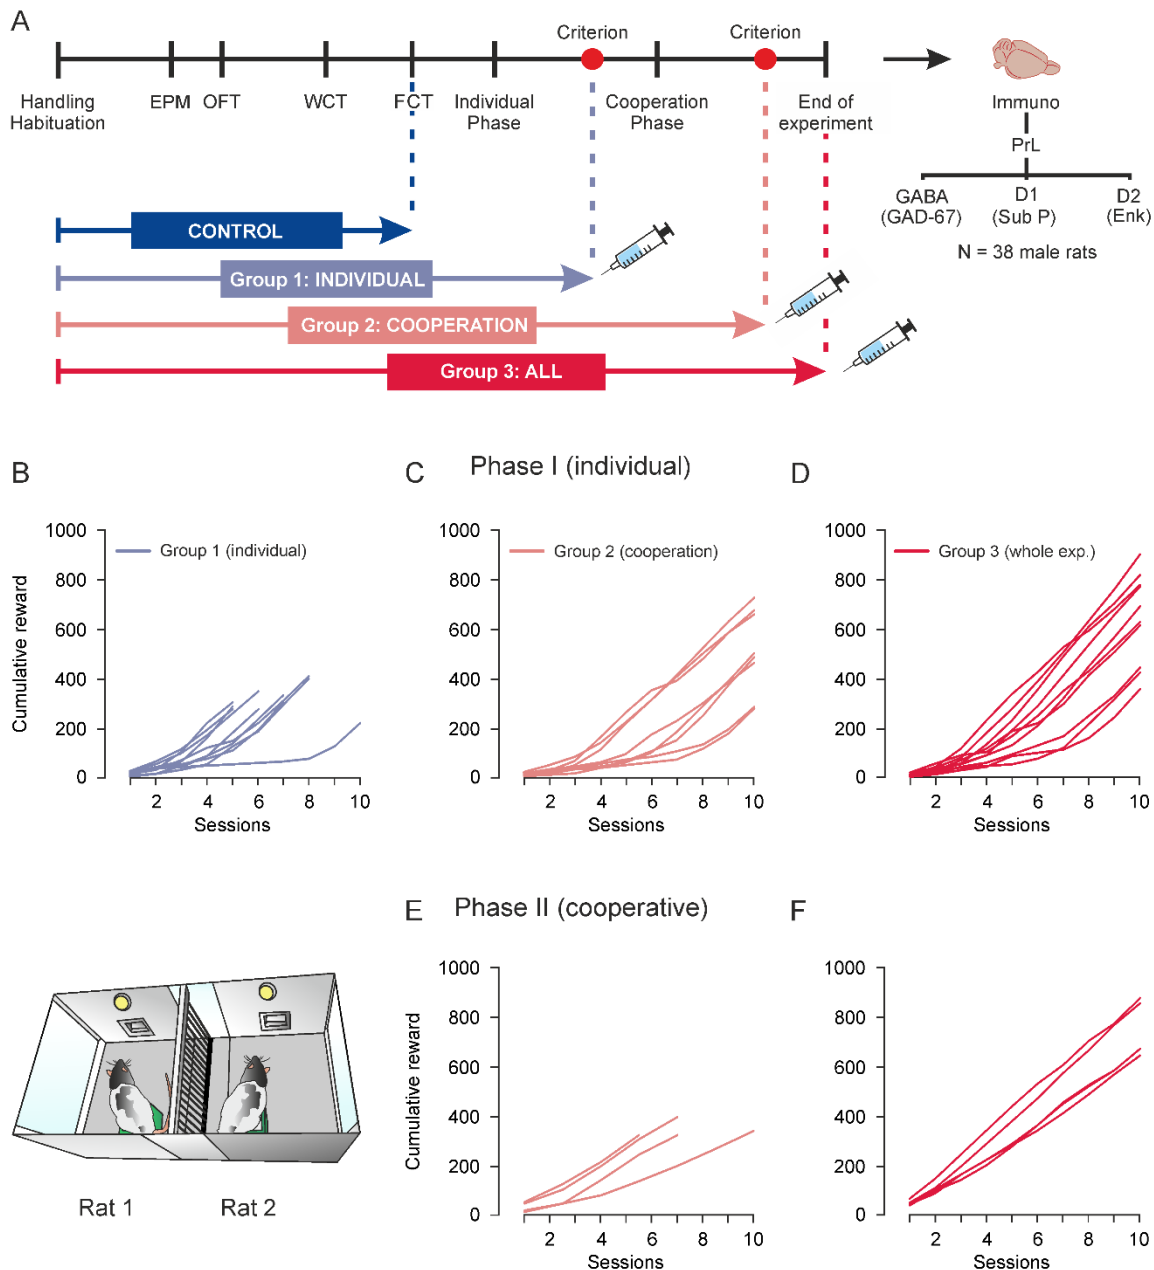 A
Criterion
Criterion
Handling
Habituation
EPM
OFT
WCT
FCT
Individual
Phase
Cooperation
Phase
End of
experiment
Immuno
PrL
GABA
(GAD-67)
D1
(Sub P)
D2
(Enk)
N = 38 male rats
CONTROL
Group 1: INDIVIDUAL
Group 2: COOPERATION
Group 3: ALL
Phase I (individual)
B
Cumulative reward
1000
800
600
400
200
0
Group 1 (individual)
2
4
6
8
10
Sessions
C
1000
800
600
400
200
0
Group 2 (cooperation)
2
4
6
8
10
Sessions
D
1000
800
600
400
200
0
Group 3 (whole exp.)
2
4
6
8
10
Sessions
Rat 1
Rat 2
Phase II (cooperative)
E
Cumulative reward
1000
800
600
400
200
0
2
4
6
8
10
Sessions
F
1000
800
600
400
200
0
2
4
6
8
10
Sessions